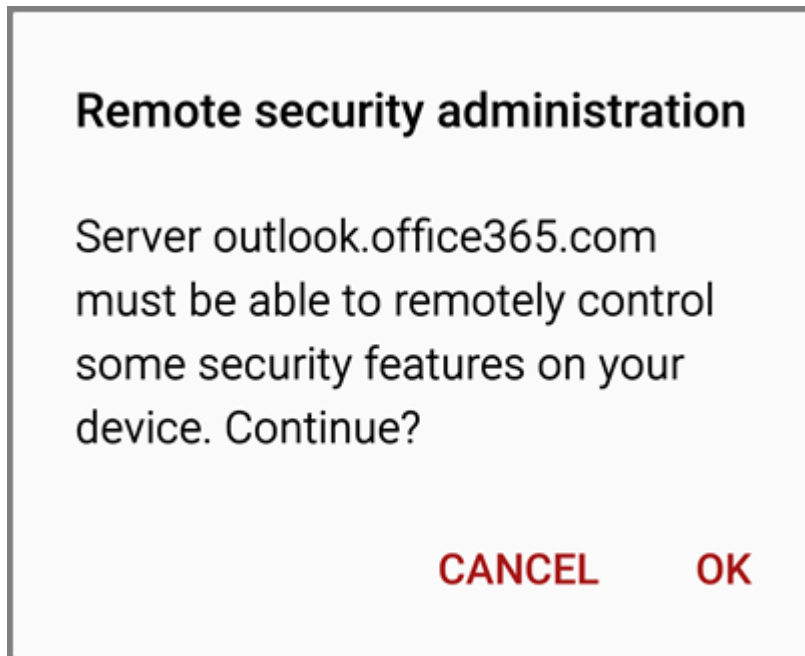 Remote security administration
Server outlook.office365.com
must be able to remotely control
some security features on your
device. Continue?
CANCEL OK